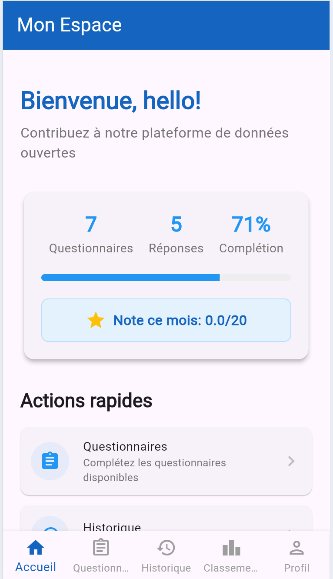 Mon Espace
Bienvenue, hello!
Contribuez à notre plateforme de données
ouvertes
7 5 71%
Questionnaires Réponses Complétion
Note ce mois: 0.0/20
Actions rapides
Questionnaires
Complétez les questionnaires
disponibles
Historique
Accueil Questionn... Historique Classeme... Profil